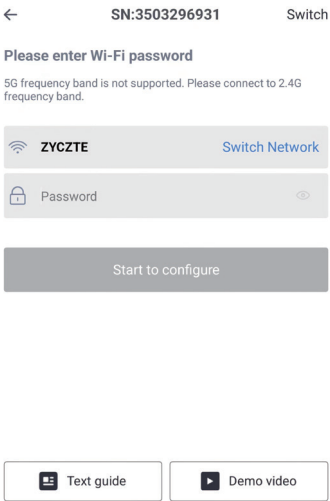 SN:3503296931 Switch
Please enter Wi-Fi password
5G frequency band is not supported. Please connect to 2.4G
frequency band.
ZYCZTE Switch Network
Password
Start to configure
Text guide Demo video